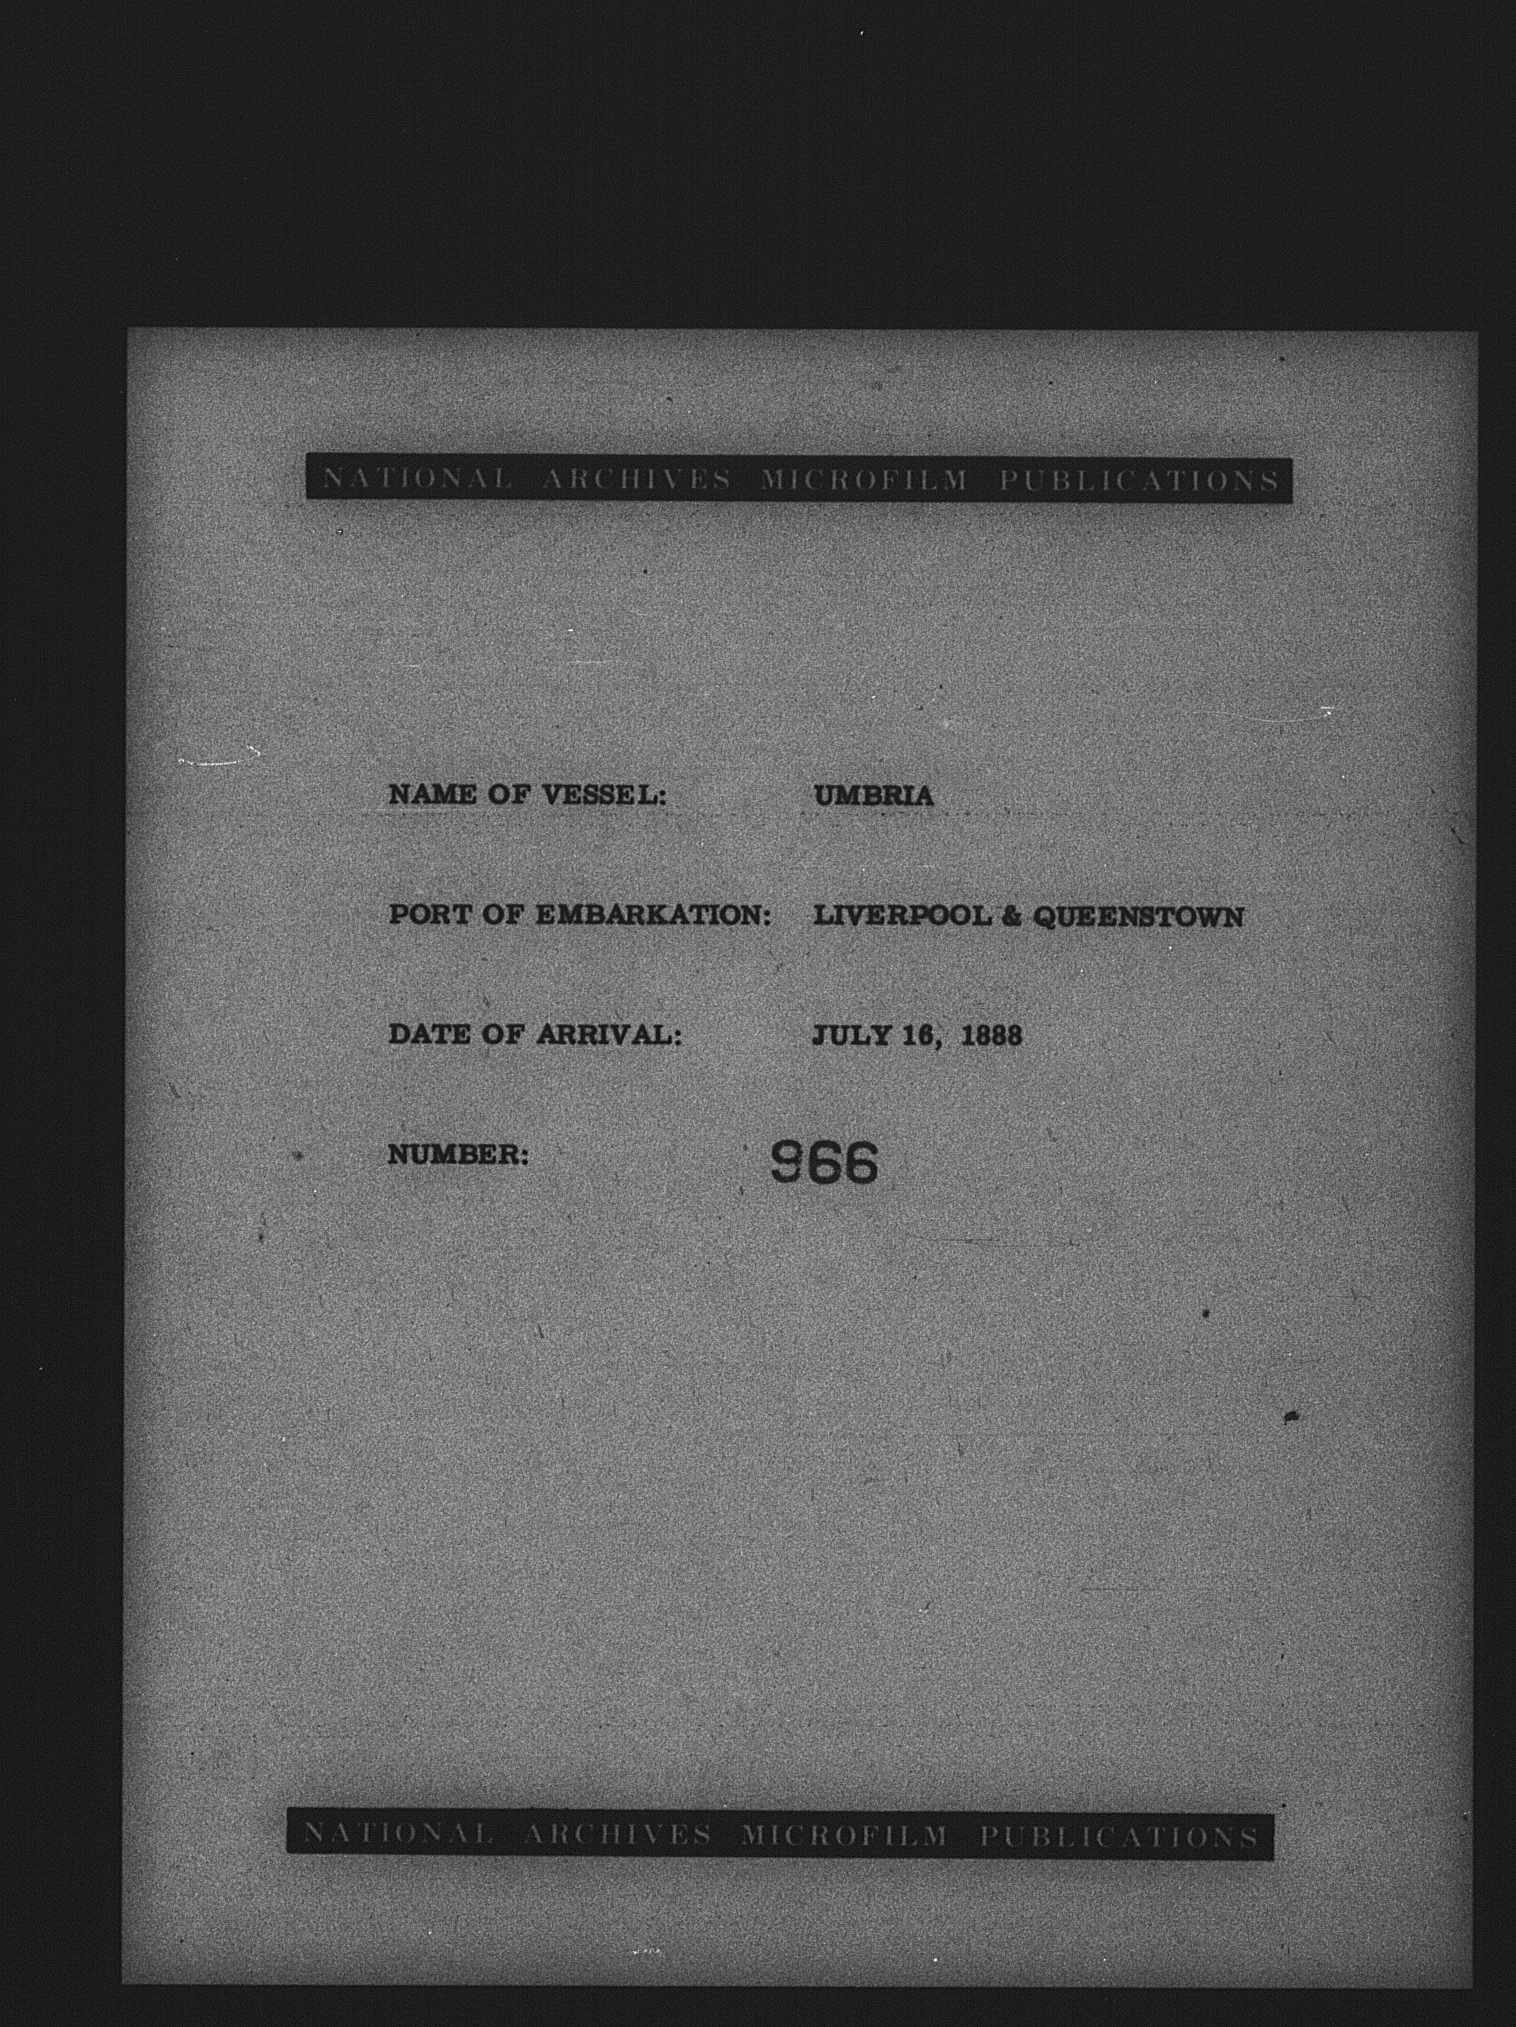 NATIONAL ARCHIVES MICROFILM PUBLICATIONS
NAME OF VESSEL: UMBRIA
PORT OF EMBARKATION: LIVERPOOL & QUEENSTOWN
DATE OF ARRIVAL: JULY 16, 1888
NUMBER: 966
NATIONAL ARCHIVES MICROFILM PUBLICATIONS